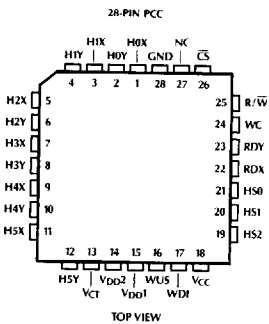 28-PIN PCC
H1X H0X NC
H1Y H0Y GND CS
4 3 2 1 28 27 26
H2X 5 25 R/W
H2Y 6 24 WC
H3X 7 23 RDY
H3Y 8 22 RDX
H4X 9 21 HS0
H4Y 10 20 HS1
H5X 11 19 HS2
12 13 14 15 16 17 18
H5Y VDD2 WUS VCC
VCT VDD1 WDI
TOP VIEW